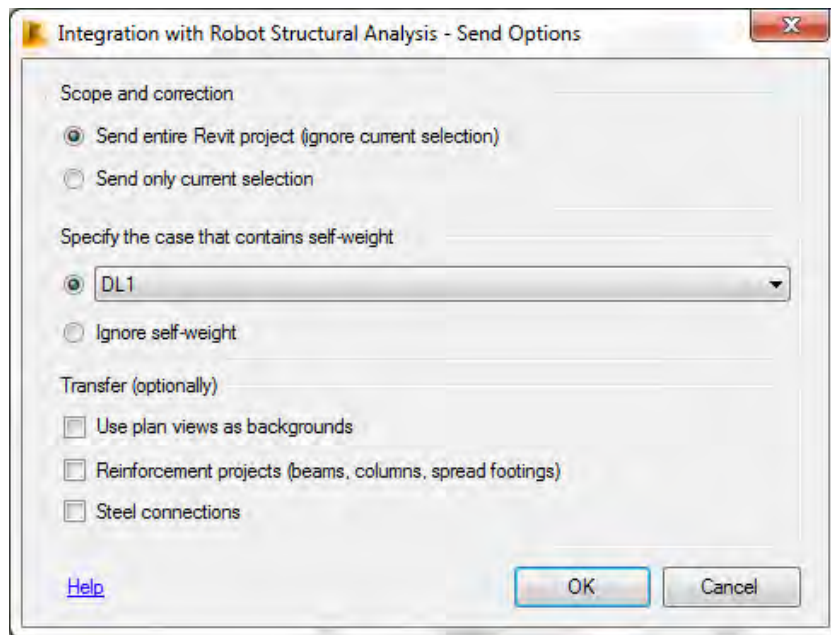 Integration with Robot Structural Analysis - Send Options
Scope and correction
Send entire Revit project (ignore current selection)
Send only current selection
Specify the case that contains self-weight
DL1
Ignore self-weight
Transfer (optionally)
Use plan views as backgrounds
Reinforcement projects (beams, columns, spread footings)
Steel connections
Help
OK
Cancel